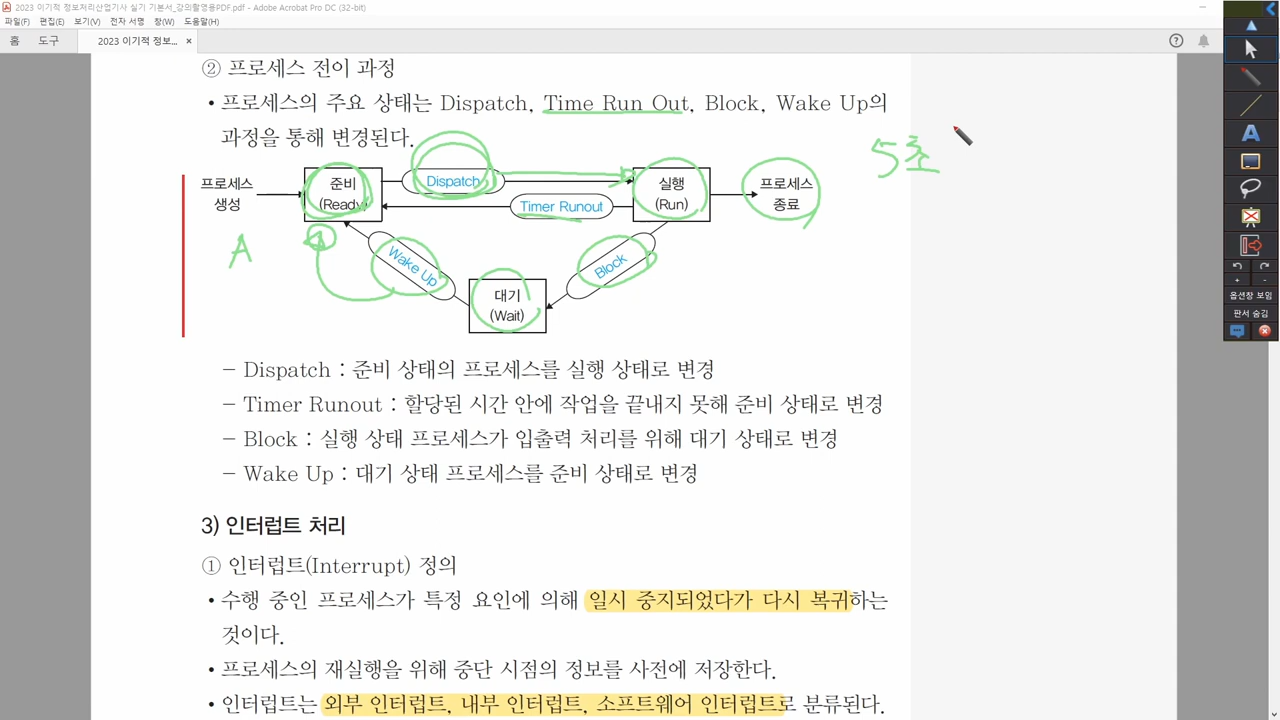 2023 이기적 정보처리산업기사 실기 기본서_강의촬영용PDF.pdf - Adobe Acrobat Pro DC (32-bit)
파일(F) 편집(E) 보기(V) 전자 서명 창(W) 도움말(H)
홈 도구 2023 이기적 정보... ×
② 프로세스 전이 과정
• 프로세스의 주요 상태는 Dispatch, Time Run Out, Block, Wake Up의
과정을 통해 변경된다.
5초
프로세스
생성
준비
(Ready)
Dispatch
Timer Runout
실행
(Run)
프로세스
종료
A
Wake Up
Block
대기
(Wait)
– Dispatch : 준비 상태의 프로세스를 실행 상태로 변경
– Timer Runout : 할당된 시간 안에 작업을 끝내지 못해 준비 상태로 변경
– Block : 실행 상태 프로세스가 입출력 처리를 위해 대기 상태로 변경
– Wake Up : 대기 상태 프로세스를 준비 상태로 변경
3) 인터럽트 처리
① 인터럽트(Interrupt) 정의
• 수행 중인 프로세스가 특정 요인에 의해 일시 중지되었다가 다시 복귀하는
것이다.
• 프로세스의 재실행을 위해 중단 시점의 정보를 사전에 저장한다.
• 인터럽트는 외부 인터럽트, 내부 인터럽트, 소프트웨어 인터럽트로 분류된다.
A
옵션창 보임
판서 숨김